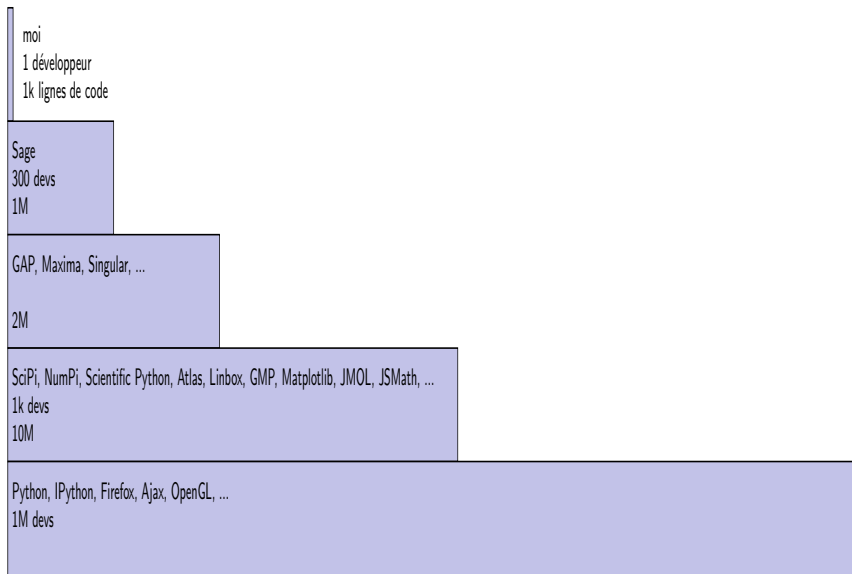 moi
1 développeur
1k lignes de code
Sage
300 devs
1M
GAP, Maxima, Singular, ...
2M
SciPi, NumPi, Scientific Python, Atlas, Linbox, GMP, Matplotlib, JMOL, JSMath, ...
1k devs
10M
Python, IPython, Firefox, Ajax, OpenGL, ...
1M devs